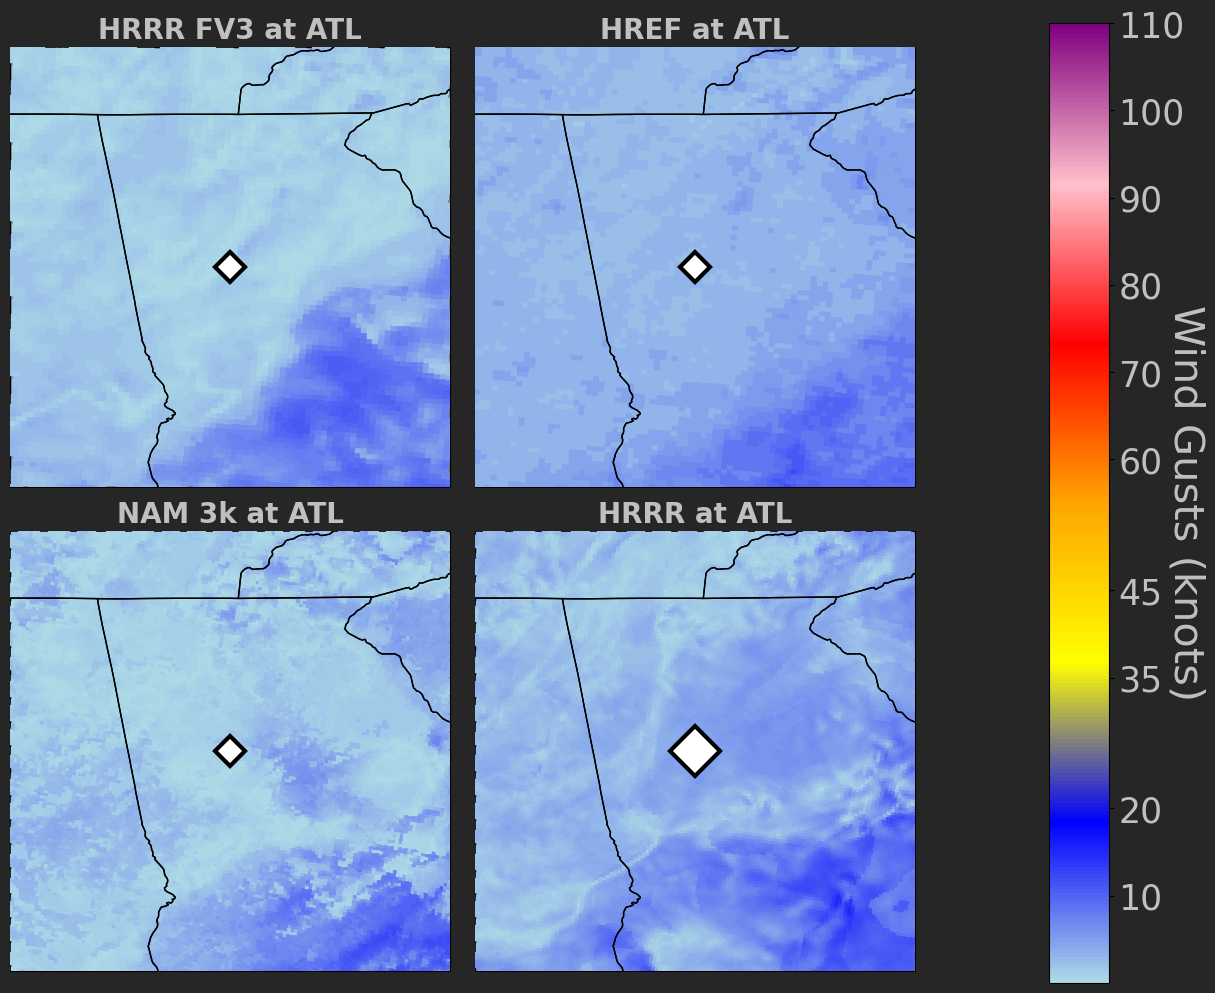 HRRR FV3 at ATL
HREF at ATL
NAM 3k at ATL
HRRR at ATL
110
100
90
80
70
60
45
35
20
10
Wind Gusts (knots)